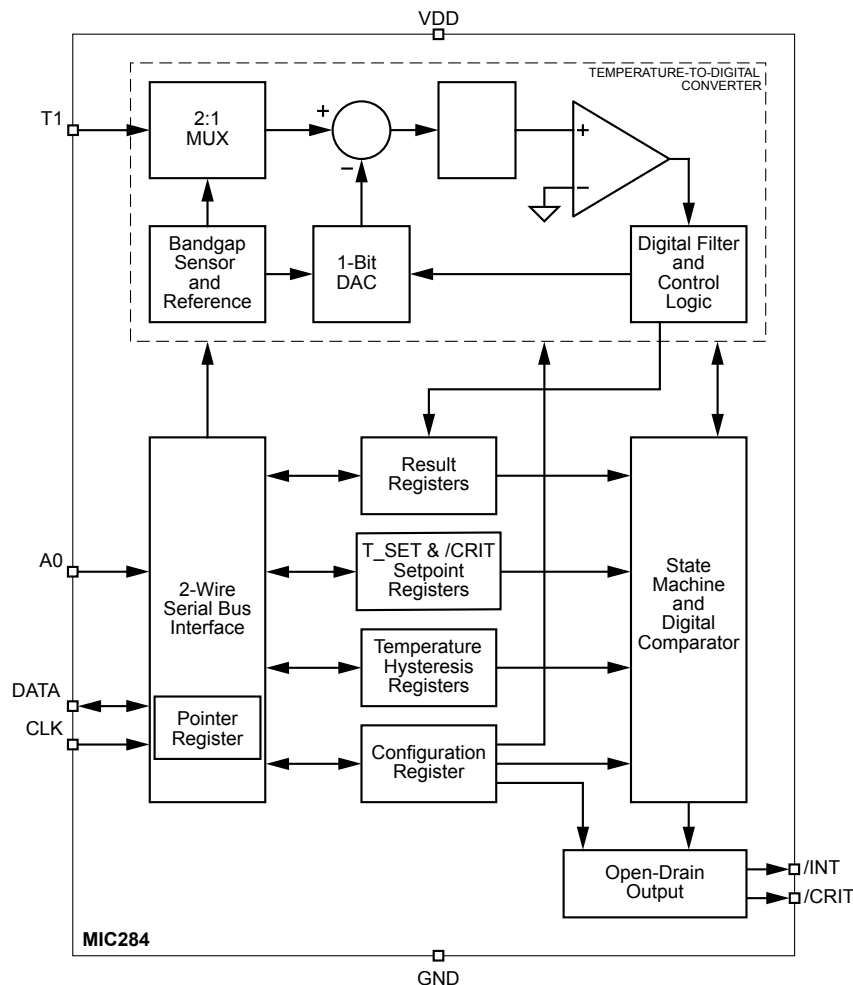 VDD
TEMPERATURE-TO-DIGITAL
CONVERTER
T1
2:1
MUX
+
−
+
−
Bandgap
Sensor
and
Reference
1-Bit
DAC
Digital Filter
and
Control
Logic
Result
Registers
A0
2-Wire
Serial Bus
Interface
T_SET & /CRIT
Setpoint
Registers
State
Machine
and
Digital
Comparator
Temperature
Hysteresis
Registers
DATA
CLK
Pointer
Register
Configuration
Register
Open-Drain
Output
/INT
/CRIT
MIC284
GND